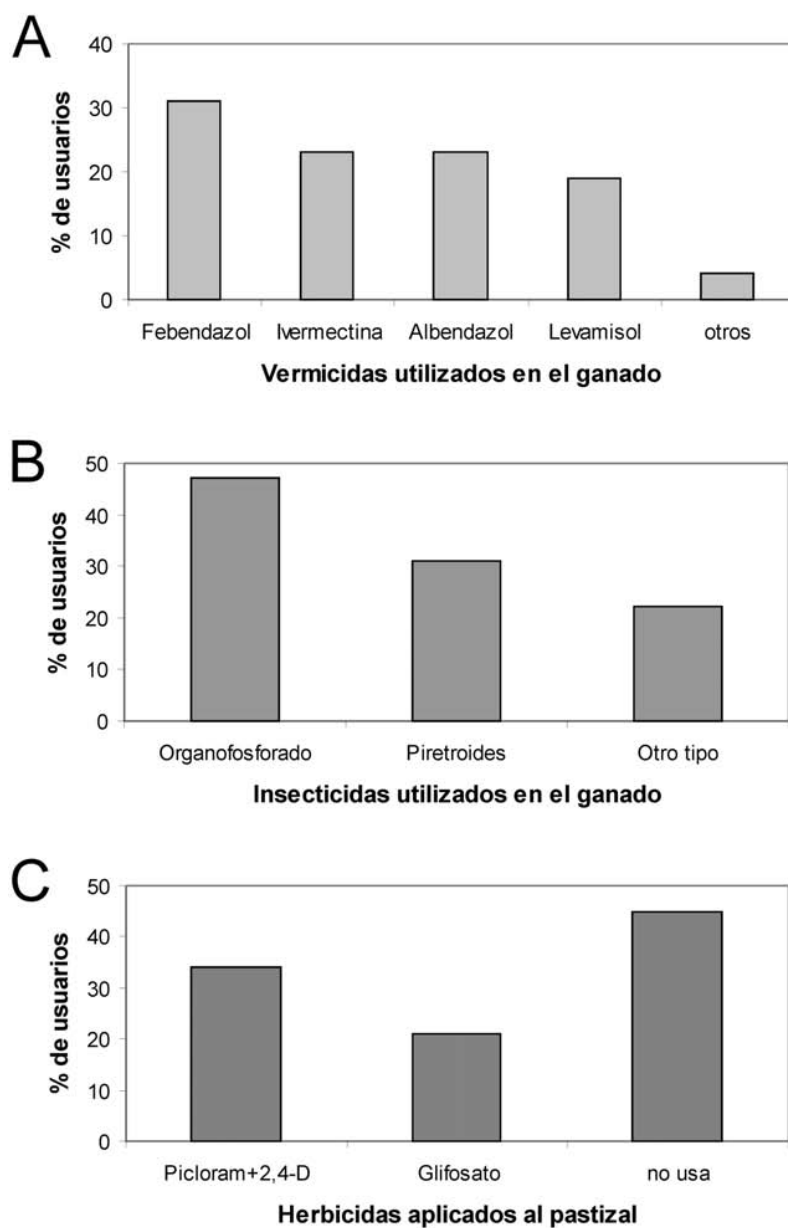 A
% de usuarios
40
30
20
10
0
Febendazol Ivermectina Albendazol Levamisol otros
Vermicidas utilizados en el ganado
B
% de usuarios
50
40
30
20
10
0
Organofosforado Piretroides Otro tipo
Insecticidas utilizados en el ganado
C
% de usuarios
50
40
30
20
10
0
Picloram+2,4-D Glifosato no usa
Herbicidas aplicados al pastizal